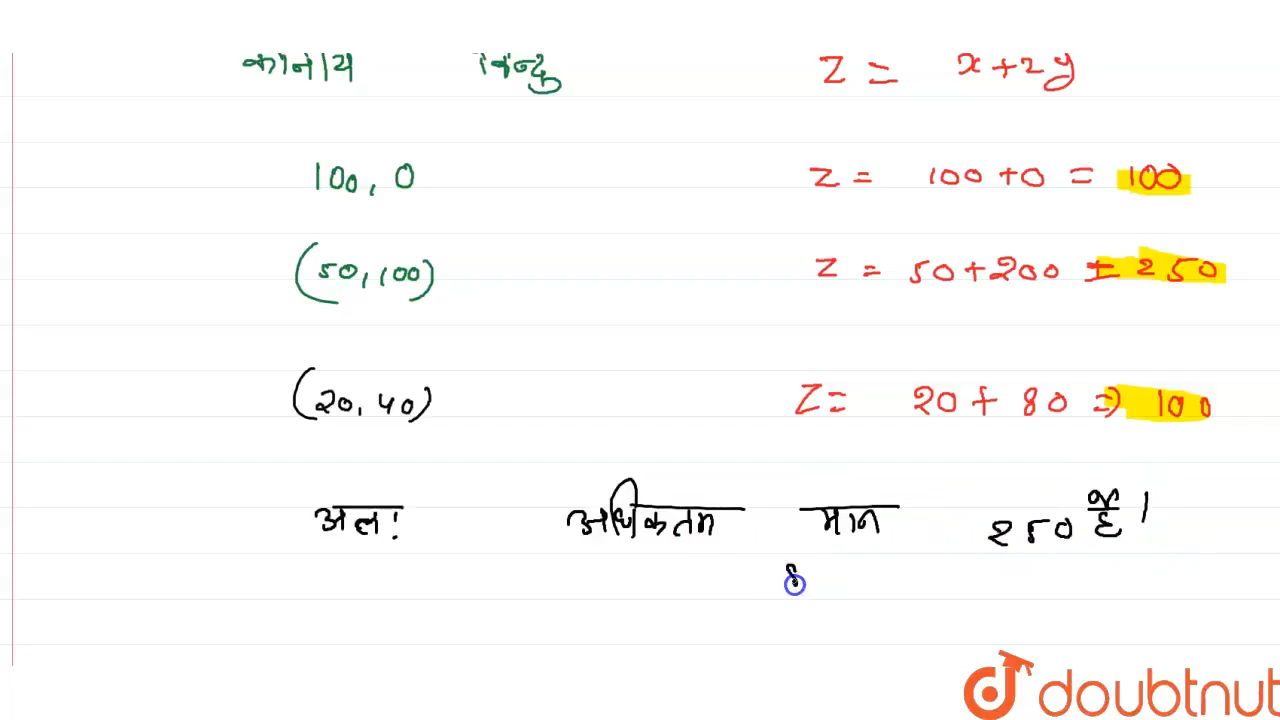 कोनीय बिन्दु Z = x+2y
100, 0 Z = 100+0 = 100
(50,100) Z = 50+200 = 250
(20,40) Z= 20+ 80 => 100
अतः अधिकतम मान 250 है।
doubtnut